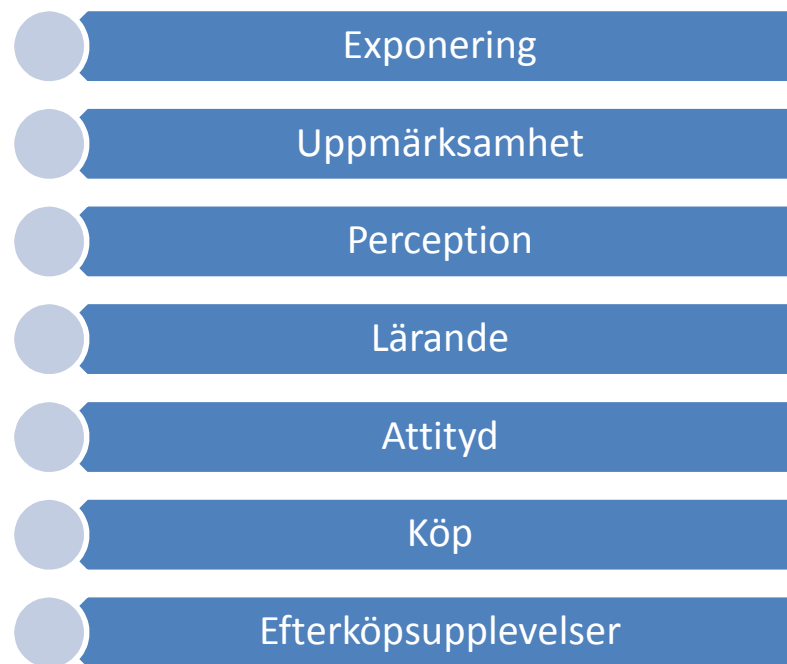 Exponering
Uppmärksamhet
Perception
Lärande
Attityd
Köp
Efterköpsupplevelser